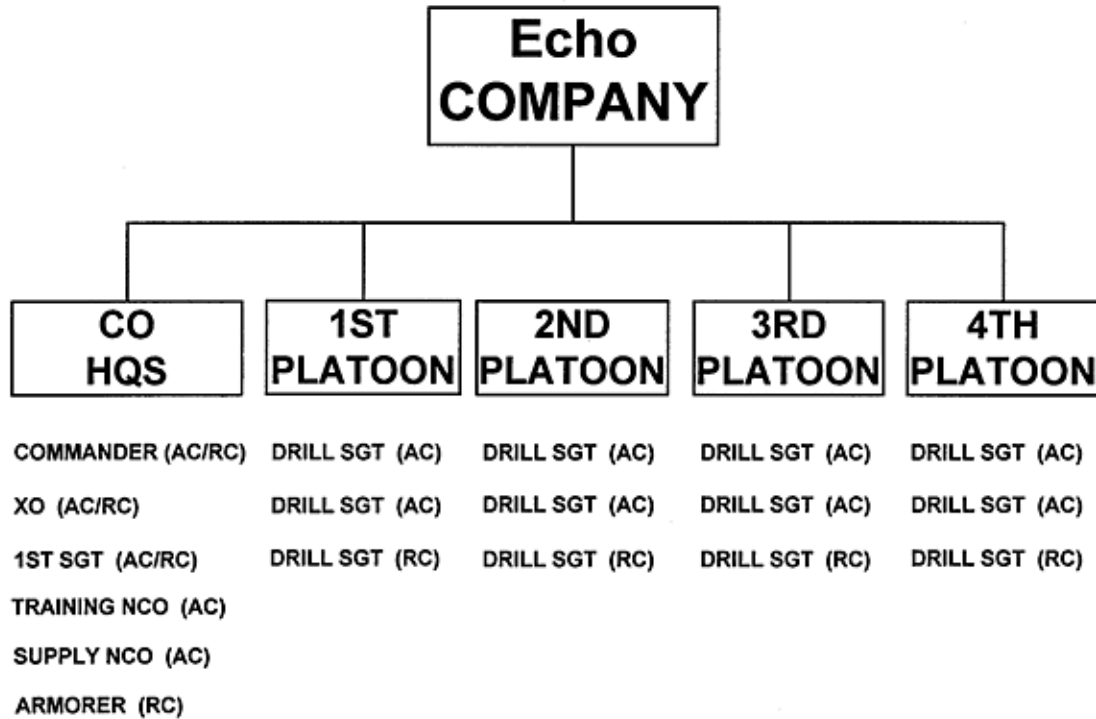 Echo
COMPANY
CO
HQS
1ST
PLATOON
2ND
PLATOON
3RD
PLATOON
4TH
PLATOON
COMMANDER (AC/RC)
XO (AC/RC)
1ST SGT (AC/RC)
TRAINING NCO (AC)
SUPPLY NCO (AC)
ARMORER (RC)
DRILL SGT (AC)
DRILL SGT (AC)
DRILL SGT (RC)
DRILL SGT (AC)
DRILL SGT (AC)
DRILL SGT (RC)
DRILL SGT (AC)
DRILL SGT (AC)
DRILL SGT (RC)
DRILL SGT (AC)
DRILL SGT (AC)
DRILL SGT (RC)